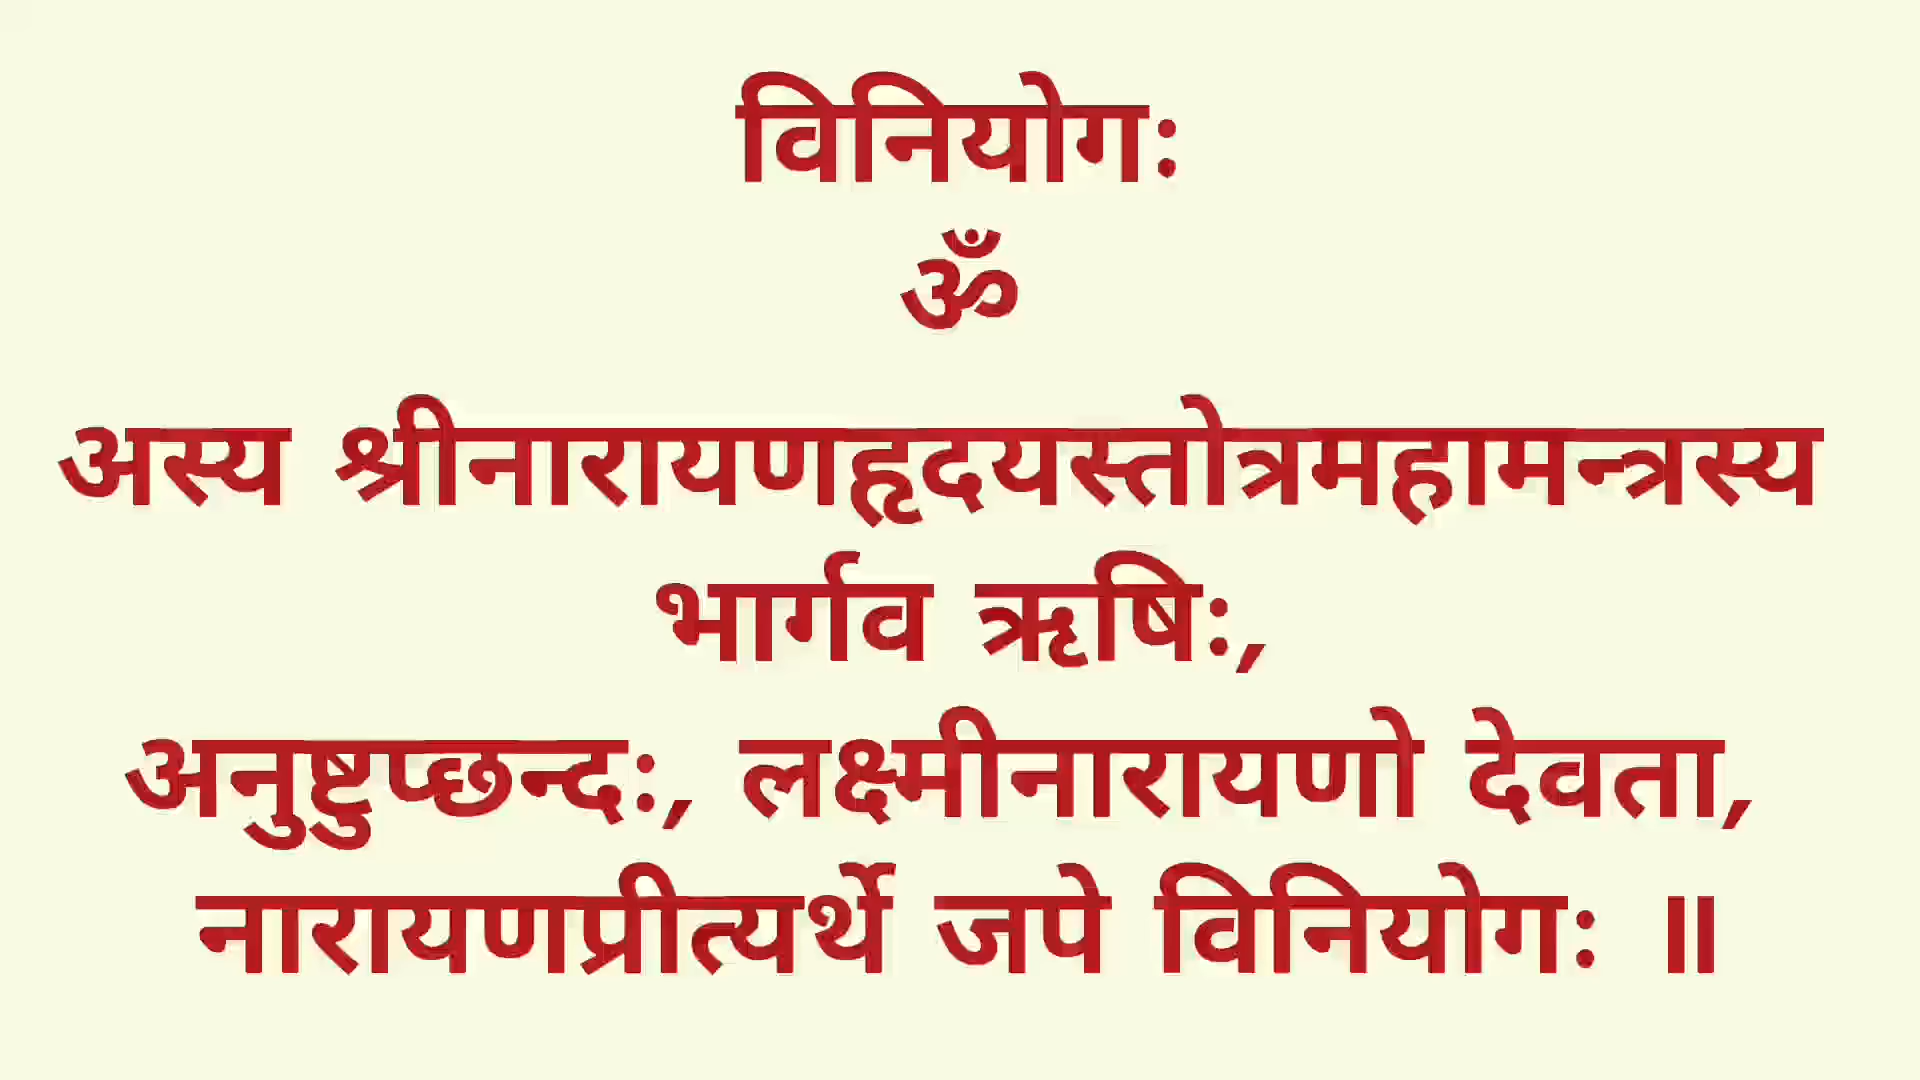 विनियोगः
ॐ
अस्य श्रीनारायणहृदयस्तोत्रमहामन्त्रस्य
भार्गव ऋषिः,
अनुष्टुप्छन्दः, लक्ष्मीनारायणो देवता,
नारायणप्रीत्यर्थे जपे विनियोगः ॥